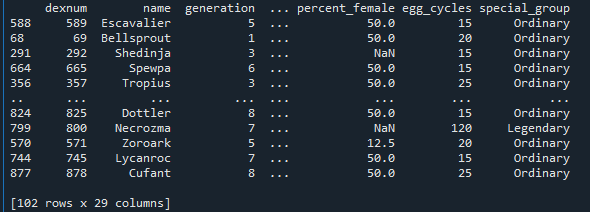 dexnum name generation ... percent_female egg_cycles special_group
588 589 Escavalier 5 ... 50.0 15 Ordinary
68 69 Bellsprout 1 ... 50.0 20 Ordinary
291 292 Shedinja 3 ... NaN 15 Ordinary
664 665 Spewpa 6 ... 50.0 15 Ordinary
356 357 Tropius 3 ... 50.0 25 Ordinary
.. ... ... ... ... ... ... ...
824 825 Dottler 8 ... 50.0 15 Ordinary
799 800 Necrozma 7 ... NaN 120 Legendary
570 571 Zoroark 5 ... 12.5 20 Ordinary
744 745 Lycanroc 7 ... 50.0 15 Ordinary
877 878 Cufant 8 ... 50.0 25 Ordinary
[102 rows x 29 columns]